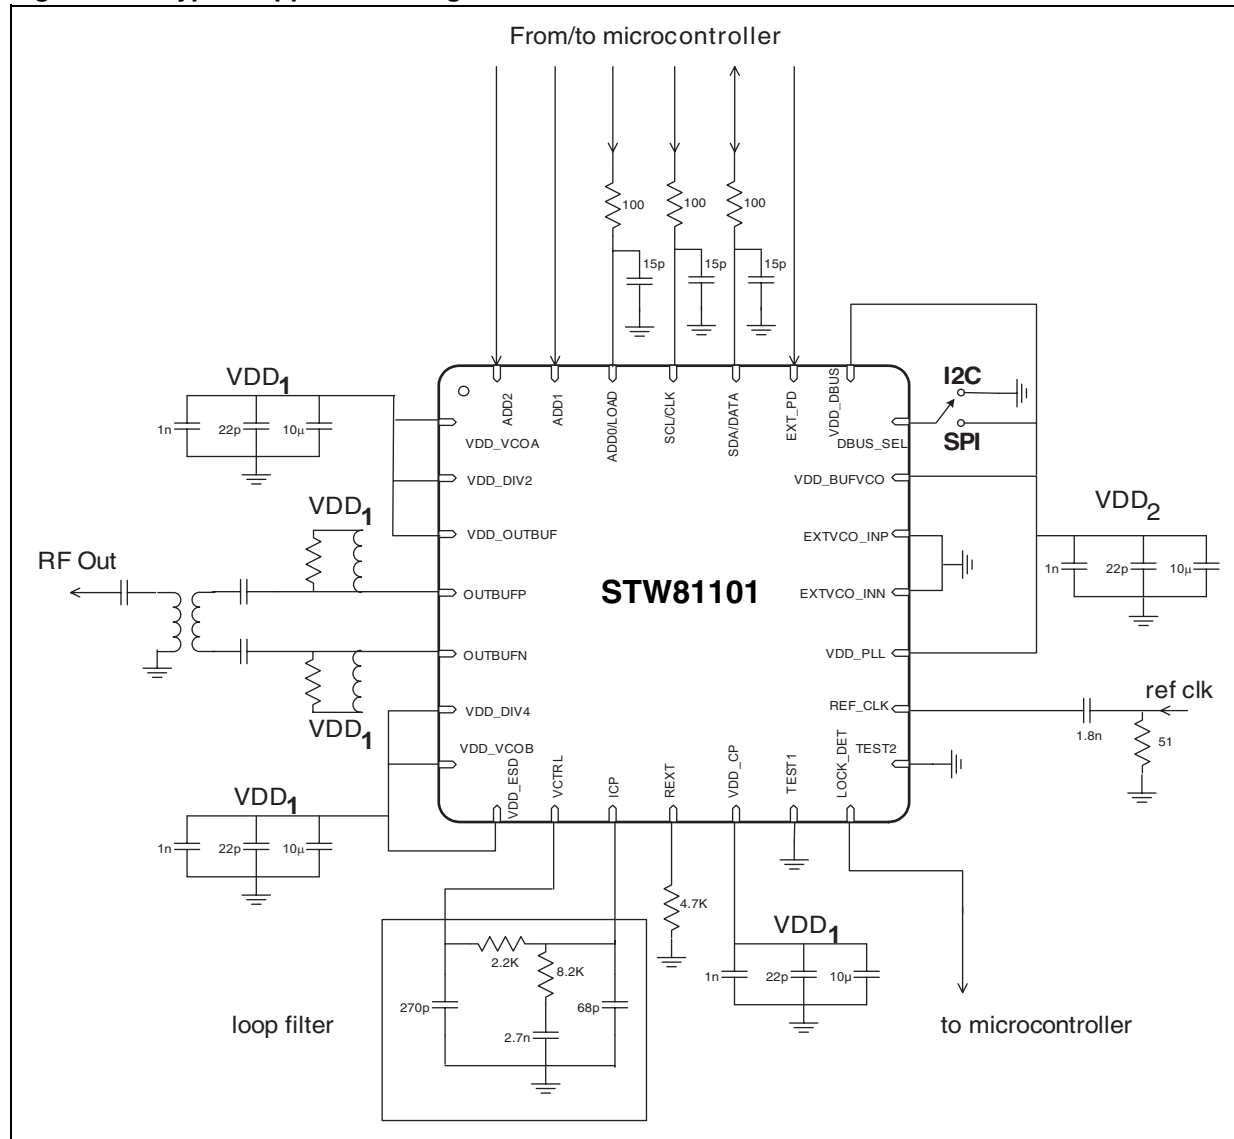 From/to microcontroller
100
100
100
15p
15p
15p
ADD2
ADD1
ADD0/LOAD
SCL/CLK
SDA/DATA
EXT_PD
VDD_DBUS
I2C
SPI
DBUS_SEL
VDD1
1n
22p
10µ
VDD_VCOA
VDD_DIV2
VDD_OUTBUF
VDD_BUFVCO
EXTVCO_INP
VDD2
1n
22p
10µ
VDD1
RF Out
OUTBUFP
STW81101
EXTVCO_INN
OUTBUFN
VDD_PLL
VDD1
VDD_DIV4
REF_CLK
ref clk
1.8n
51
VDD_VCOB
TEST2
VDD1
1n
22p
10µ
VDD_ESD
VCTRL
ICP
REXT
VDD_CP
TEST1
LOCK_DET
4.7K
VDD1
1n
22p
10µ
2.2K
8.2K
270p
68p
2.7n
loop filter
to microcontroller